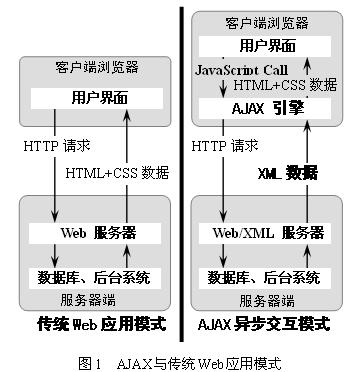 客户端浏览器
用户界面
HTTP 请求
HTML+CSS 数据
Web 服务器
数据库、后台系统
服务器端
传统 Web 应用模式
客户端浏览器
用户界面
JavaScript Call
HTML+CSS 数据
AJAX 引擎
HTTP 请求
XML 数据
Web/XML 服务器
数据库、后台系统
服务器端
AJAX 异步交互模式
图 1 AJAX与传统 Web应用模式